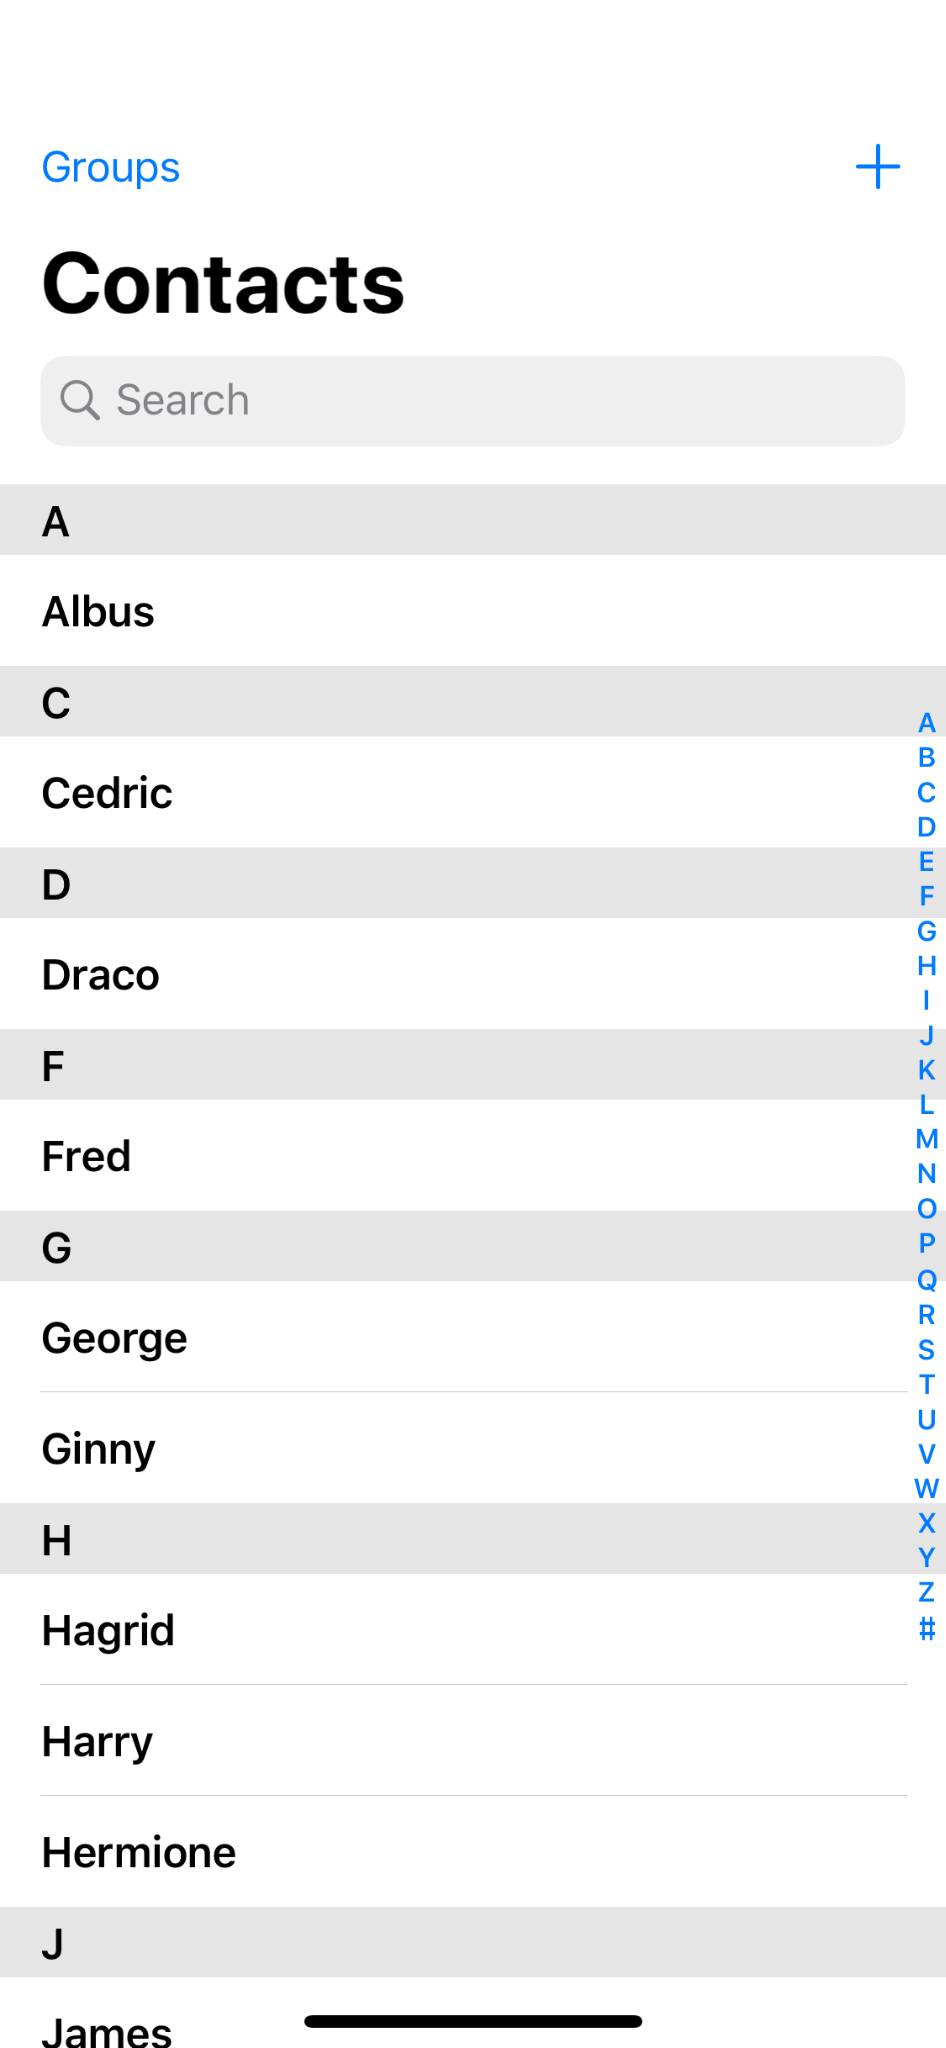 Groups
Contacts
Search
A
Albus
C
Cedric
D
Draco
F
Fred
G
George
Ginny
H
Hagrid
Harry
Hermione
J
James
A
B
C
D
E
F
G
H
I
J
K
L
M
N
O
P
Q
R
S
T
U
V
W
X
Y
Z
#